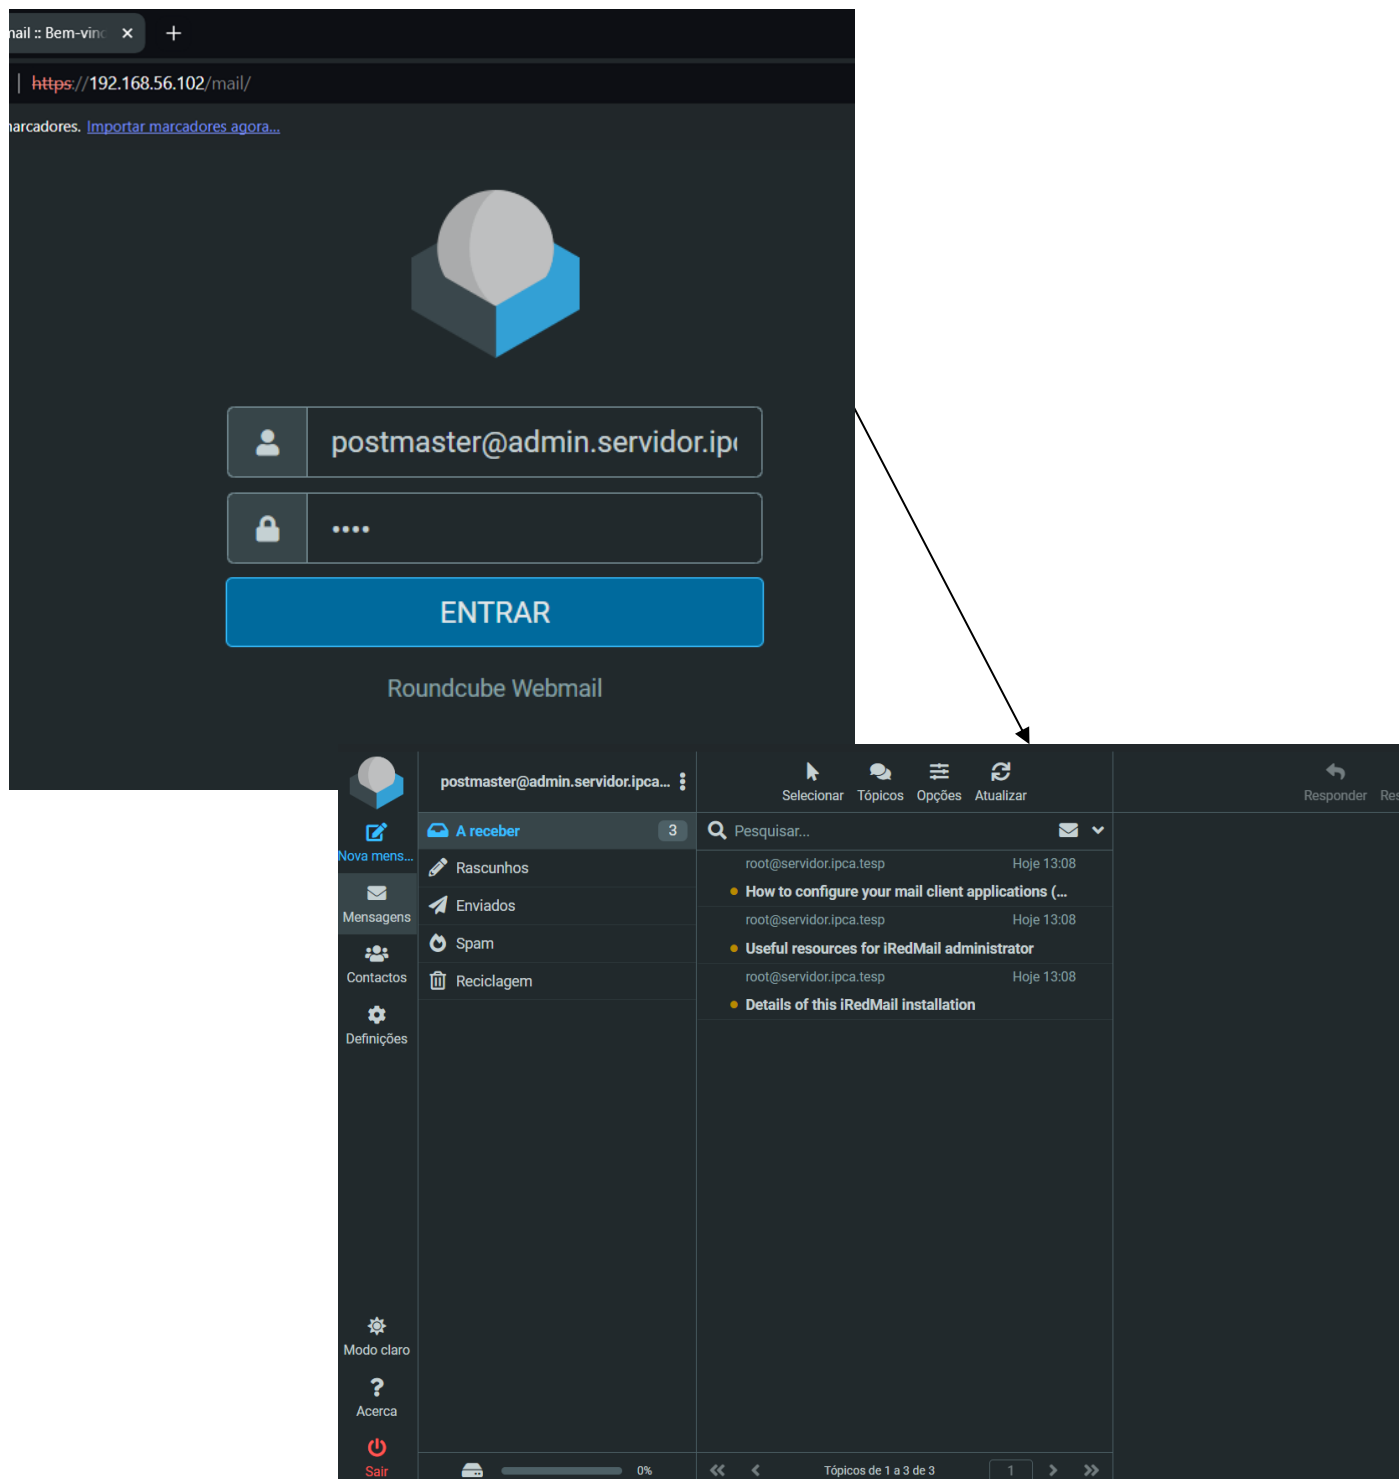 nail :: Bem-vinc
https://192.168.56.102/mail/
narcadores. Importar marcadores agora...
postmaster@admin.servidor.ip
••••
ENTRAR
Roundcube Webmail
postmaster@admin.servidor.ipca...
Selecionar Tópicos Opções Atualizar
Responder Res
Nova mens...
Mensagens
Contactos
Definições
Modo claro
Acerca
Sair
A receber 3
Rascunhos
Enviados
Spam
Reciclagem
0%
Pesquisar...
root@servidor.ipca.tesp Hoje 13:08
How to configure your mail client applications (...
root@servidor.ipca.tesp Hoje 13:08
Useful resources for iRedMail administrator
root@servidor.ipca.tesp Hoje 13:08
Details of this iRedMail installation
Tópicos de 1 a 3 de 3 1